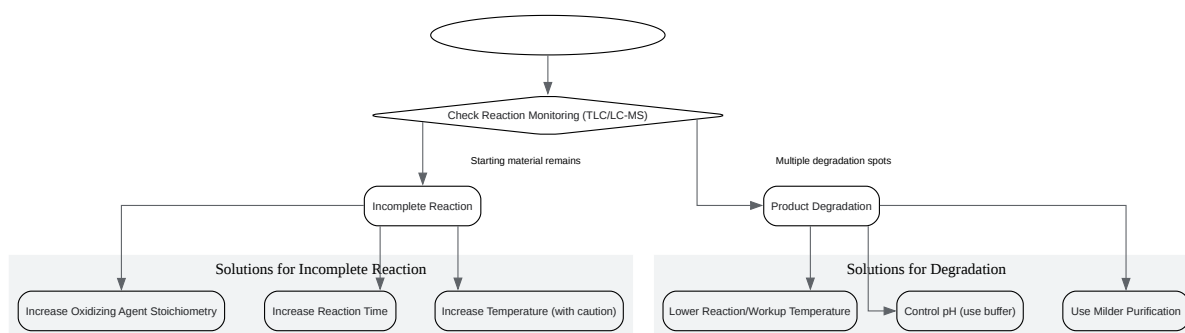 Check Reaction Monitoring (TLC/LC-MS)
Starting material remains
Multiple degradation spots
Incomplete Reaction
Product Degradation
Solutions for Incomplete Reaction
Solutions for Degradation
Increase Oxidizing Agent Stoichiometry
Increase Reaction Time
Increase Temperature (with caution)
Lower Reaction/Workup Temperature
Control pH (use buffer)
Use Milder Purification